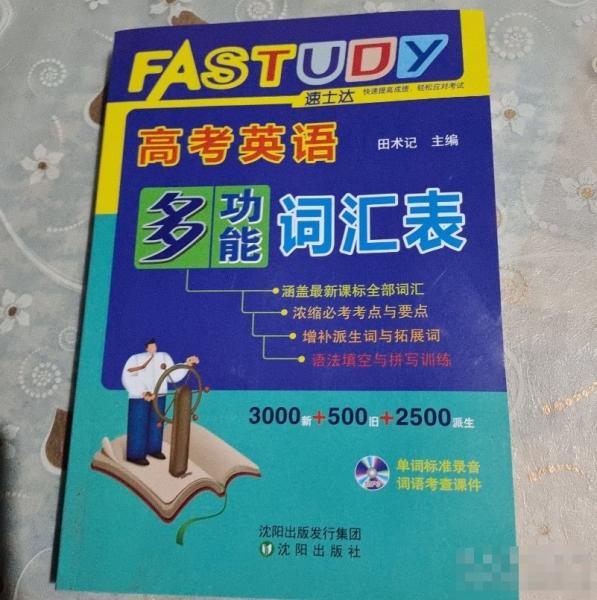 FASTUDY
速士达
快速提高成绩，轻松应对考试
高考英语
田术记 主编
多功能 词汇表
涵盖最新课标全部词汇
浓缩必考考点与要点
增补派生词与拓展词
语法填空与拼写训练
3000新+500旧+2500派生
单词标准录音
词语考查课件
MP3
沈阳出版发行集团
沈阳出版社